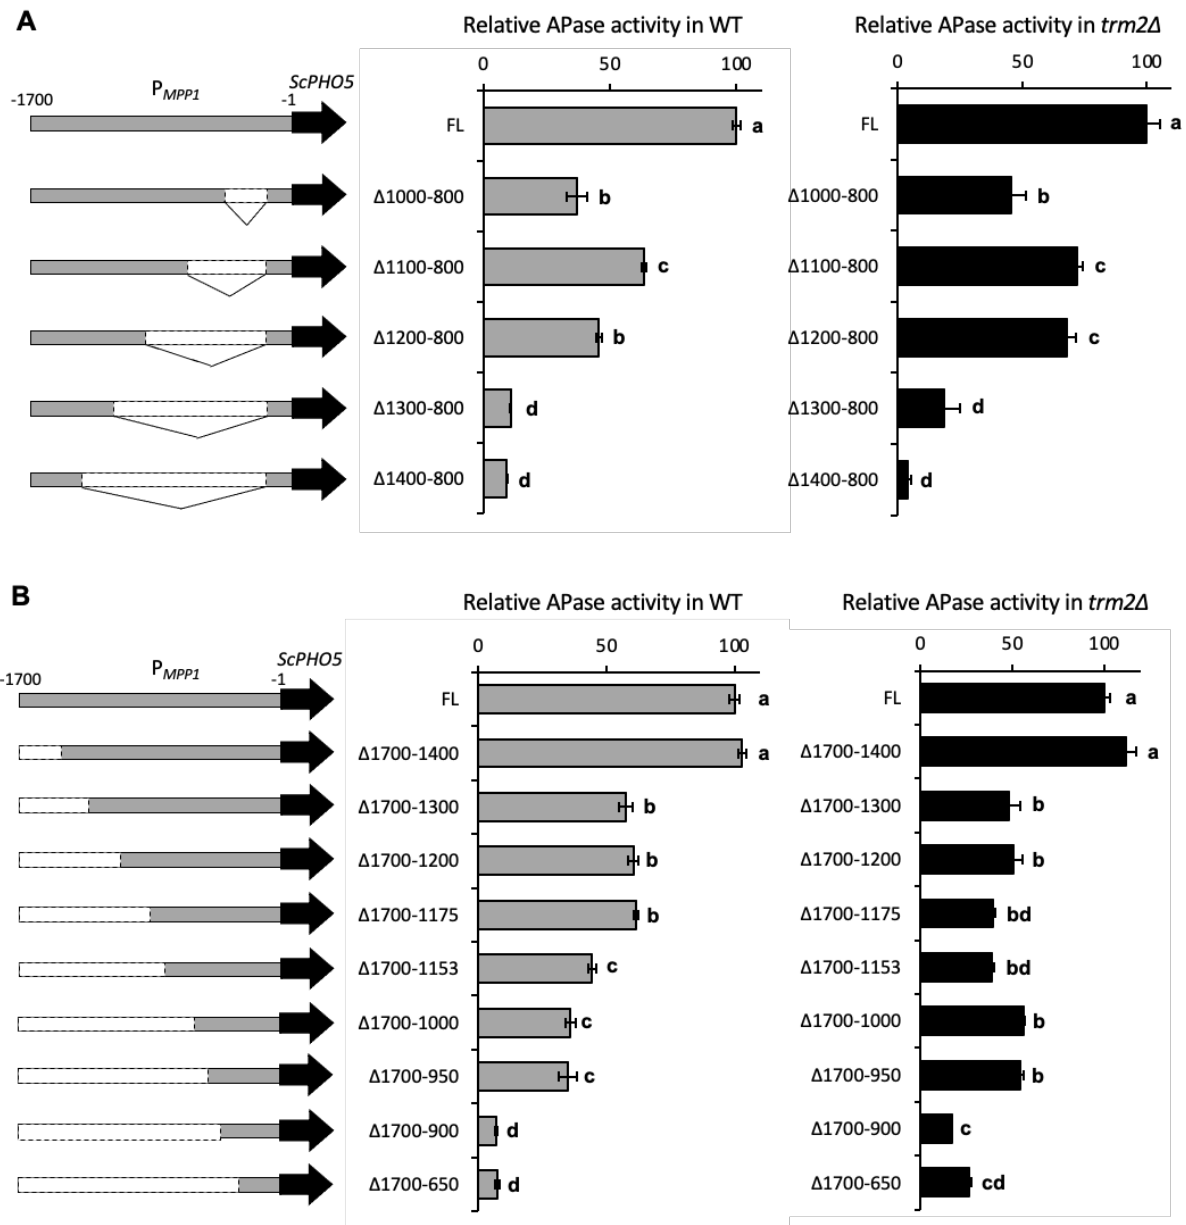 A
Relative APase activity in WT
Relative APase activity in trm2Δ
0 50 100
0 50 100
ScPHO5
P_MPP1
-1700 -1
FL a
FL a
Δ1000-800 b
Δ1000-800 b
Δ1100-800 c
Δ1100-800 c
Δ1200-800 b
Δ1200-800 c
Δ1300-800 d
Δ1300-800 d
Δ1400-800 d
Δ1400-800 d
B
Relative APase activity in WT
Relative APase activity in trm2Δ
0 50 100
0 50 100
ScPHO5
P_MPP1
-1700 -1
FL a
FL a
Δ1700-1400 a
Δ1700-1400 a
Δ1700-1300 b
Δ1700-1300 b
Δ1700-1200 b
Δ1700-1200 b
Δ1700-1175 b
Δ1700-1175 bd
Δ1700-1153 c
Δ1700-1153 bd
Δ1700-1000 c
Δ1700-1000 b
Δ1700-950 c
Δ1700-950 b
Δ1700-900 d
Δ1700-900 c
Δ1700-650 d
Δ1700-650 cd